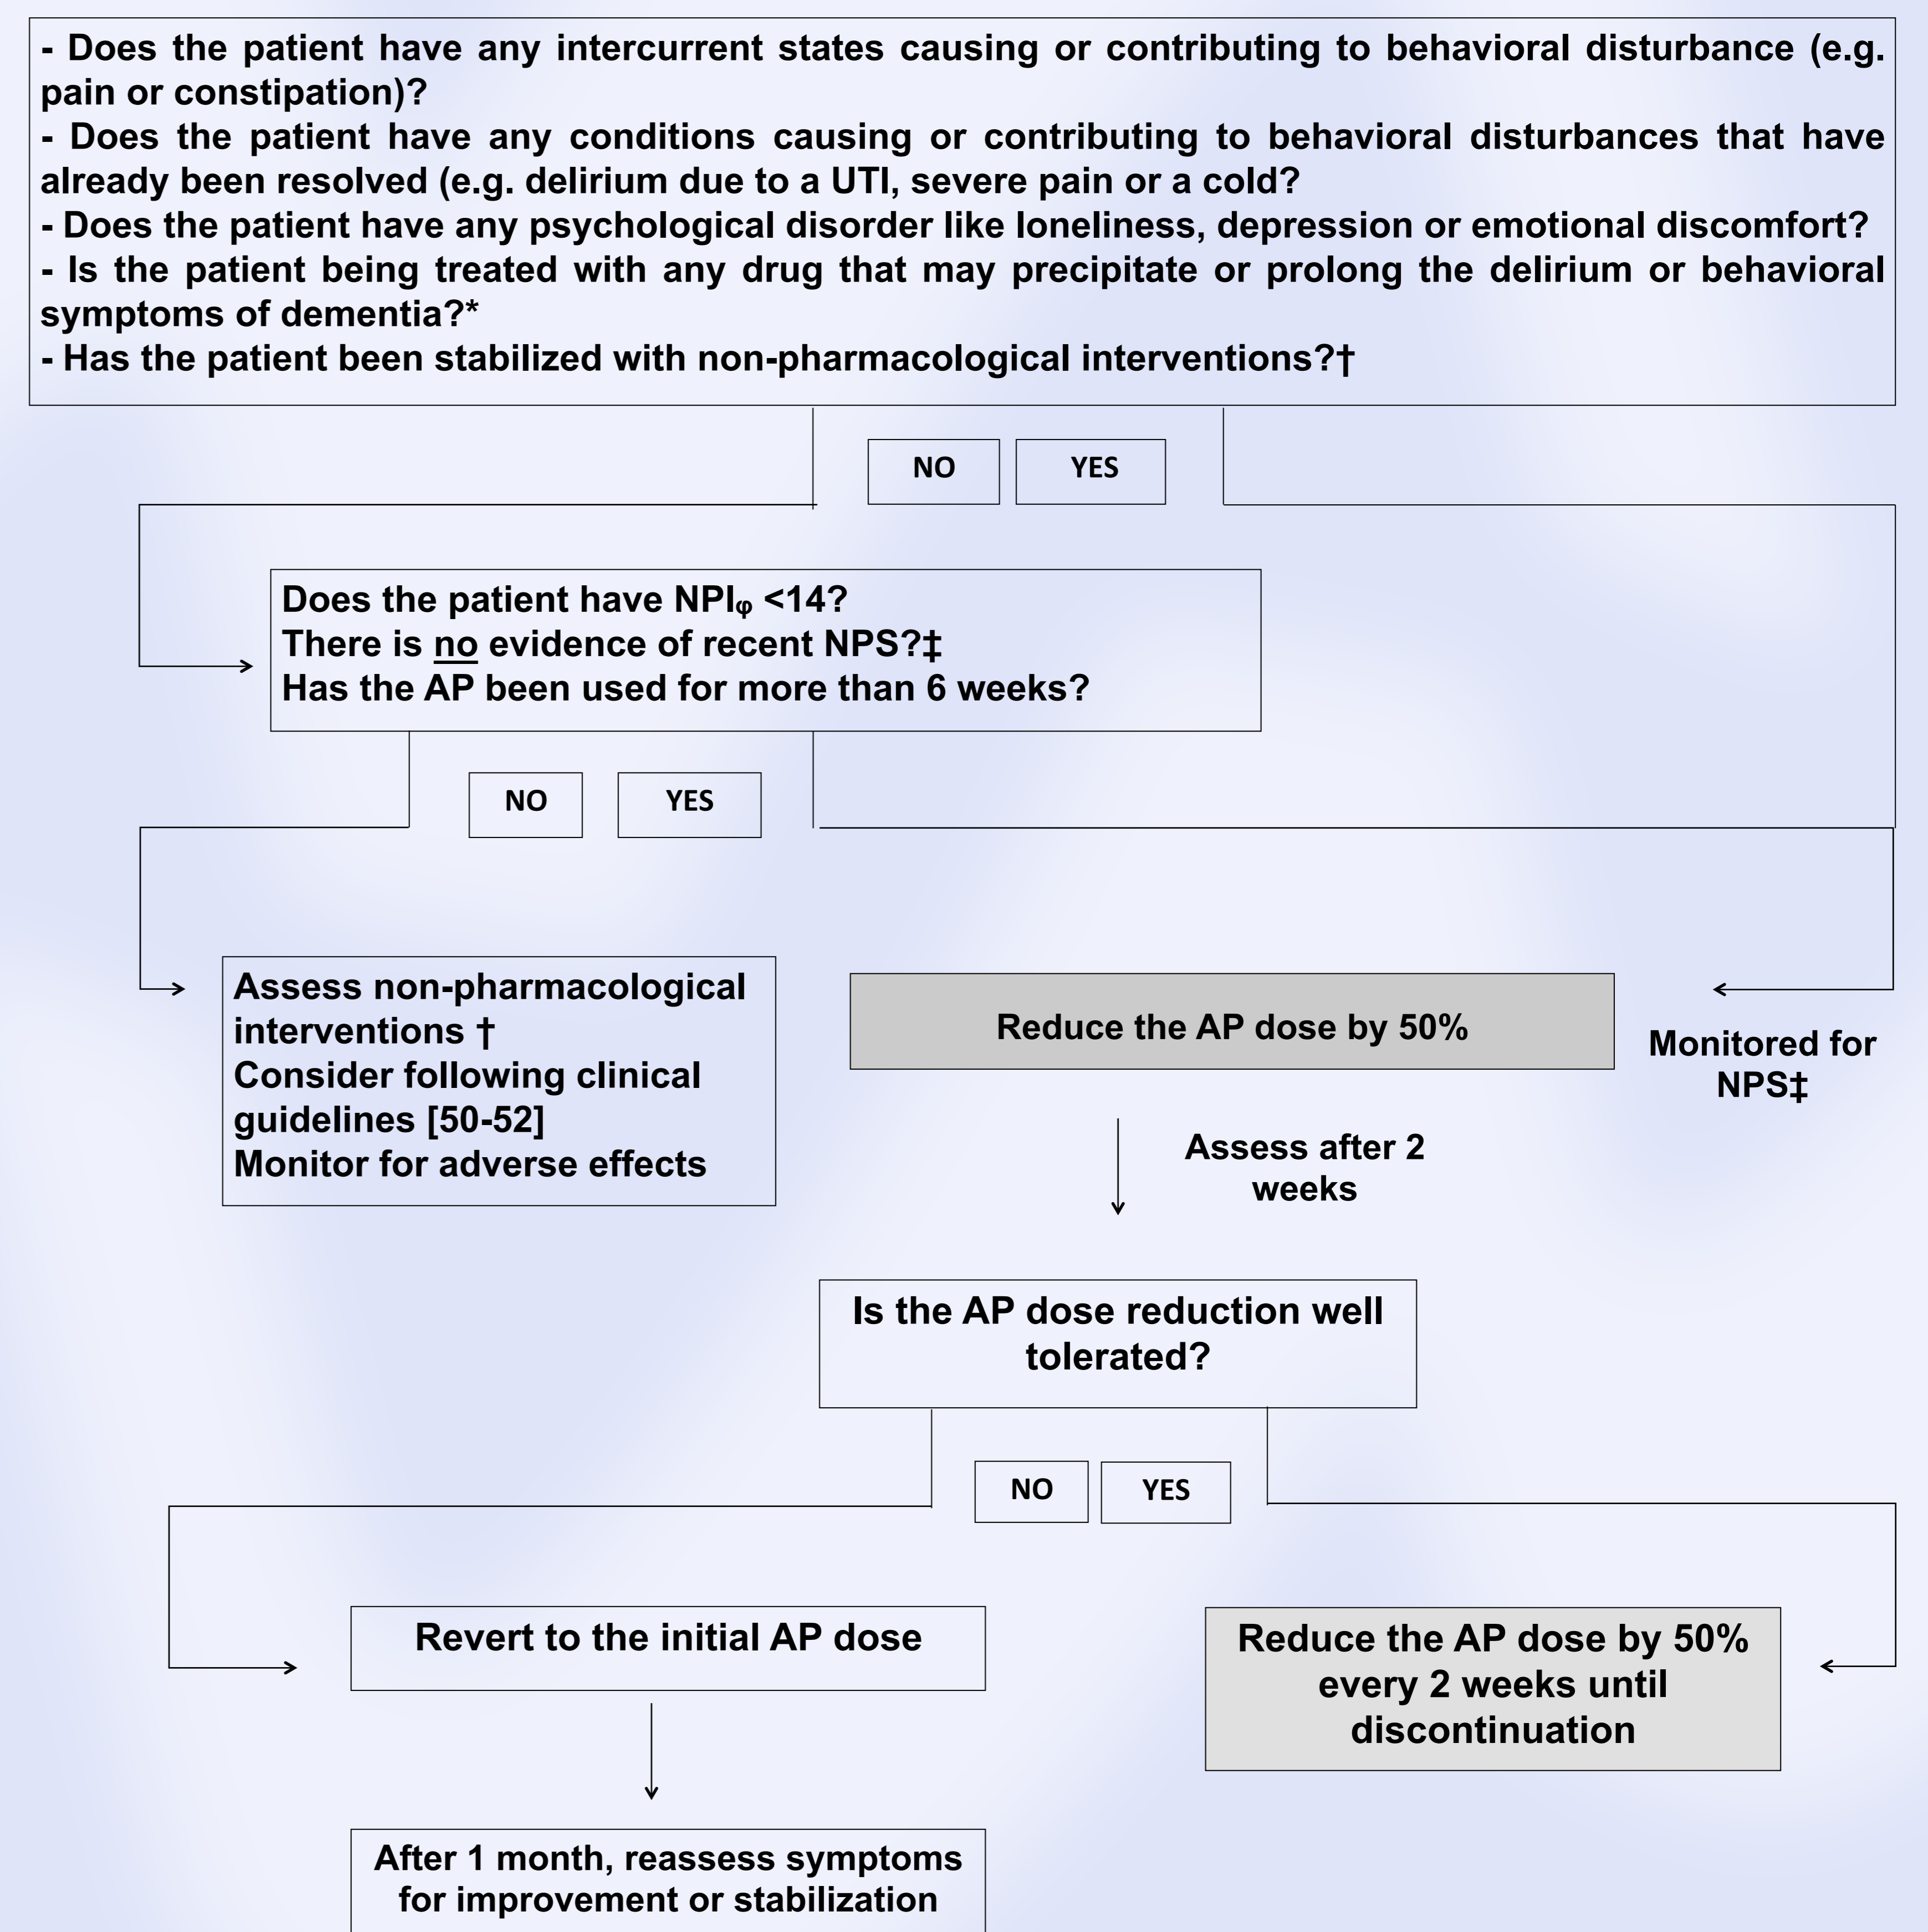 - Does the patient have any intercurrent states causing or contributing to behavioral disturbance (e.g.
pain or constipation)?
- Does the patient have any conditions causing or contributing to behavioral disturbances that have
already been resolved (e.g. delirium due to a UTI, severe pain or a cold?
- Does the patient have any psychological disorder like loneliness, depression or emotional discomfort?
- Is the patient being treated with any drug that may precipitate or prolong the delirium or behavioral
symptoms of dementia?*
- Has the patient been stabilized with non-pharmacological interventions?†
NO
YES
Does the patient have NPIᵩ <14?
There is no evidence of recent NPS?‡
Has the AP been used for more than 6 weeks?
NO
YES
Assess non-pharmacological
interventions †
Consider following clinical
guidelines [50-52]
Monitor for adverse effects
Reduce the AP dose by 50%
Monitored for
NPS‡
Assess after 2
weeks
Is the AP dose reduction well
tolerated?
NO
YES
Revert to the initial AP dose
Reduce the AP dose by 50%
every 2 weeks until
discontinuation
After 1 month, reassess symptoms
for improvement or stabilization